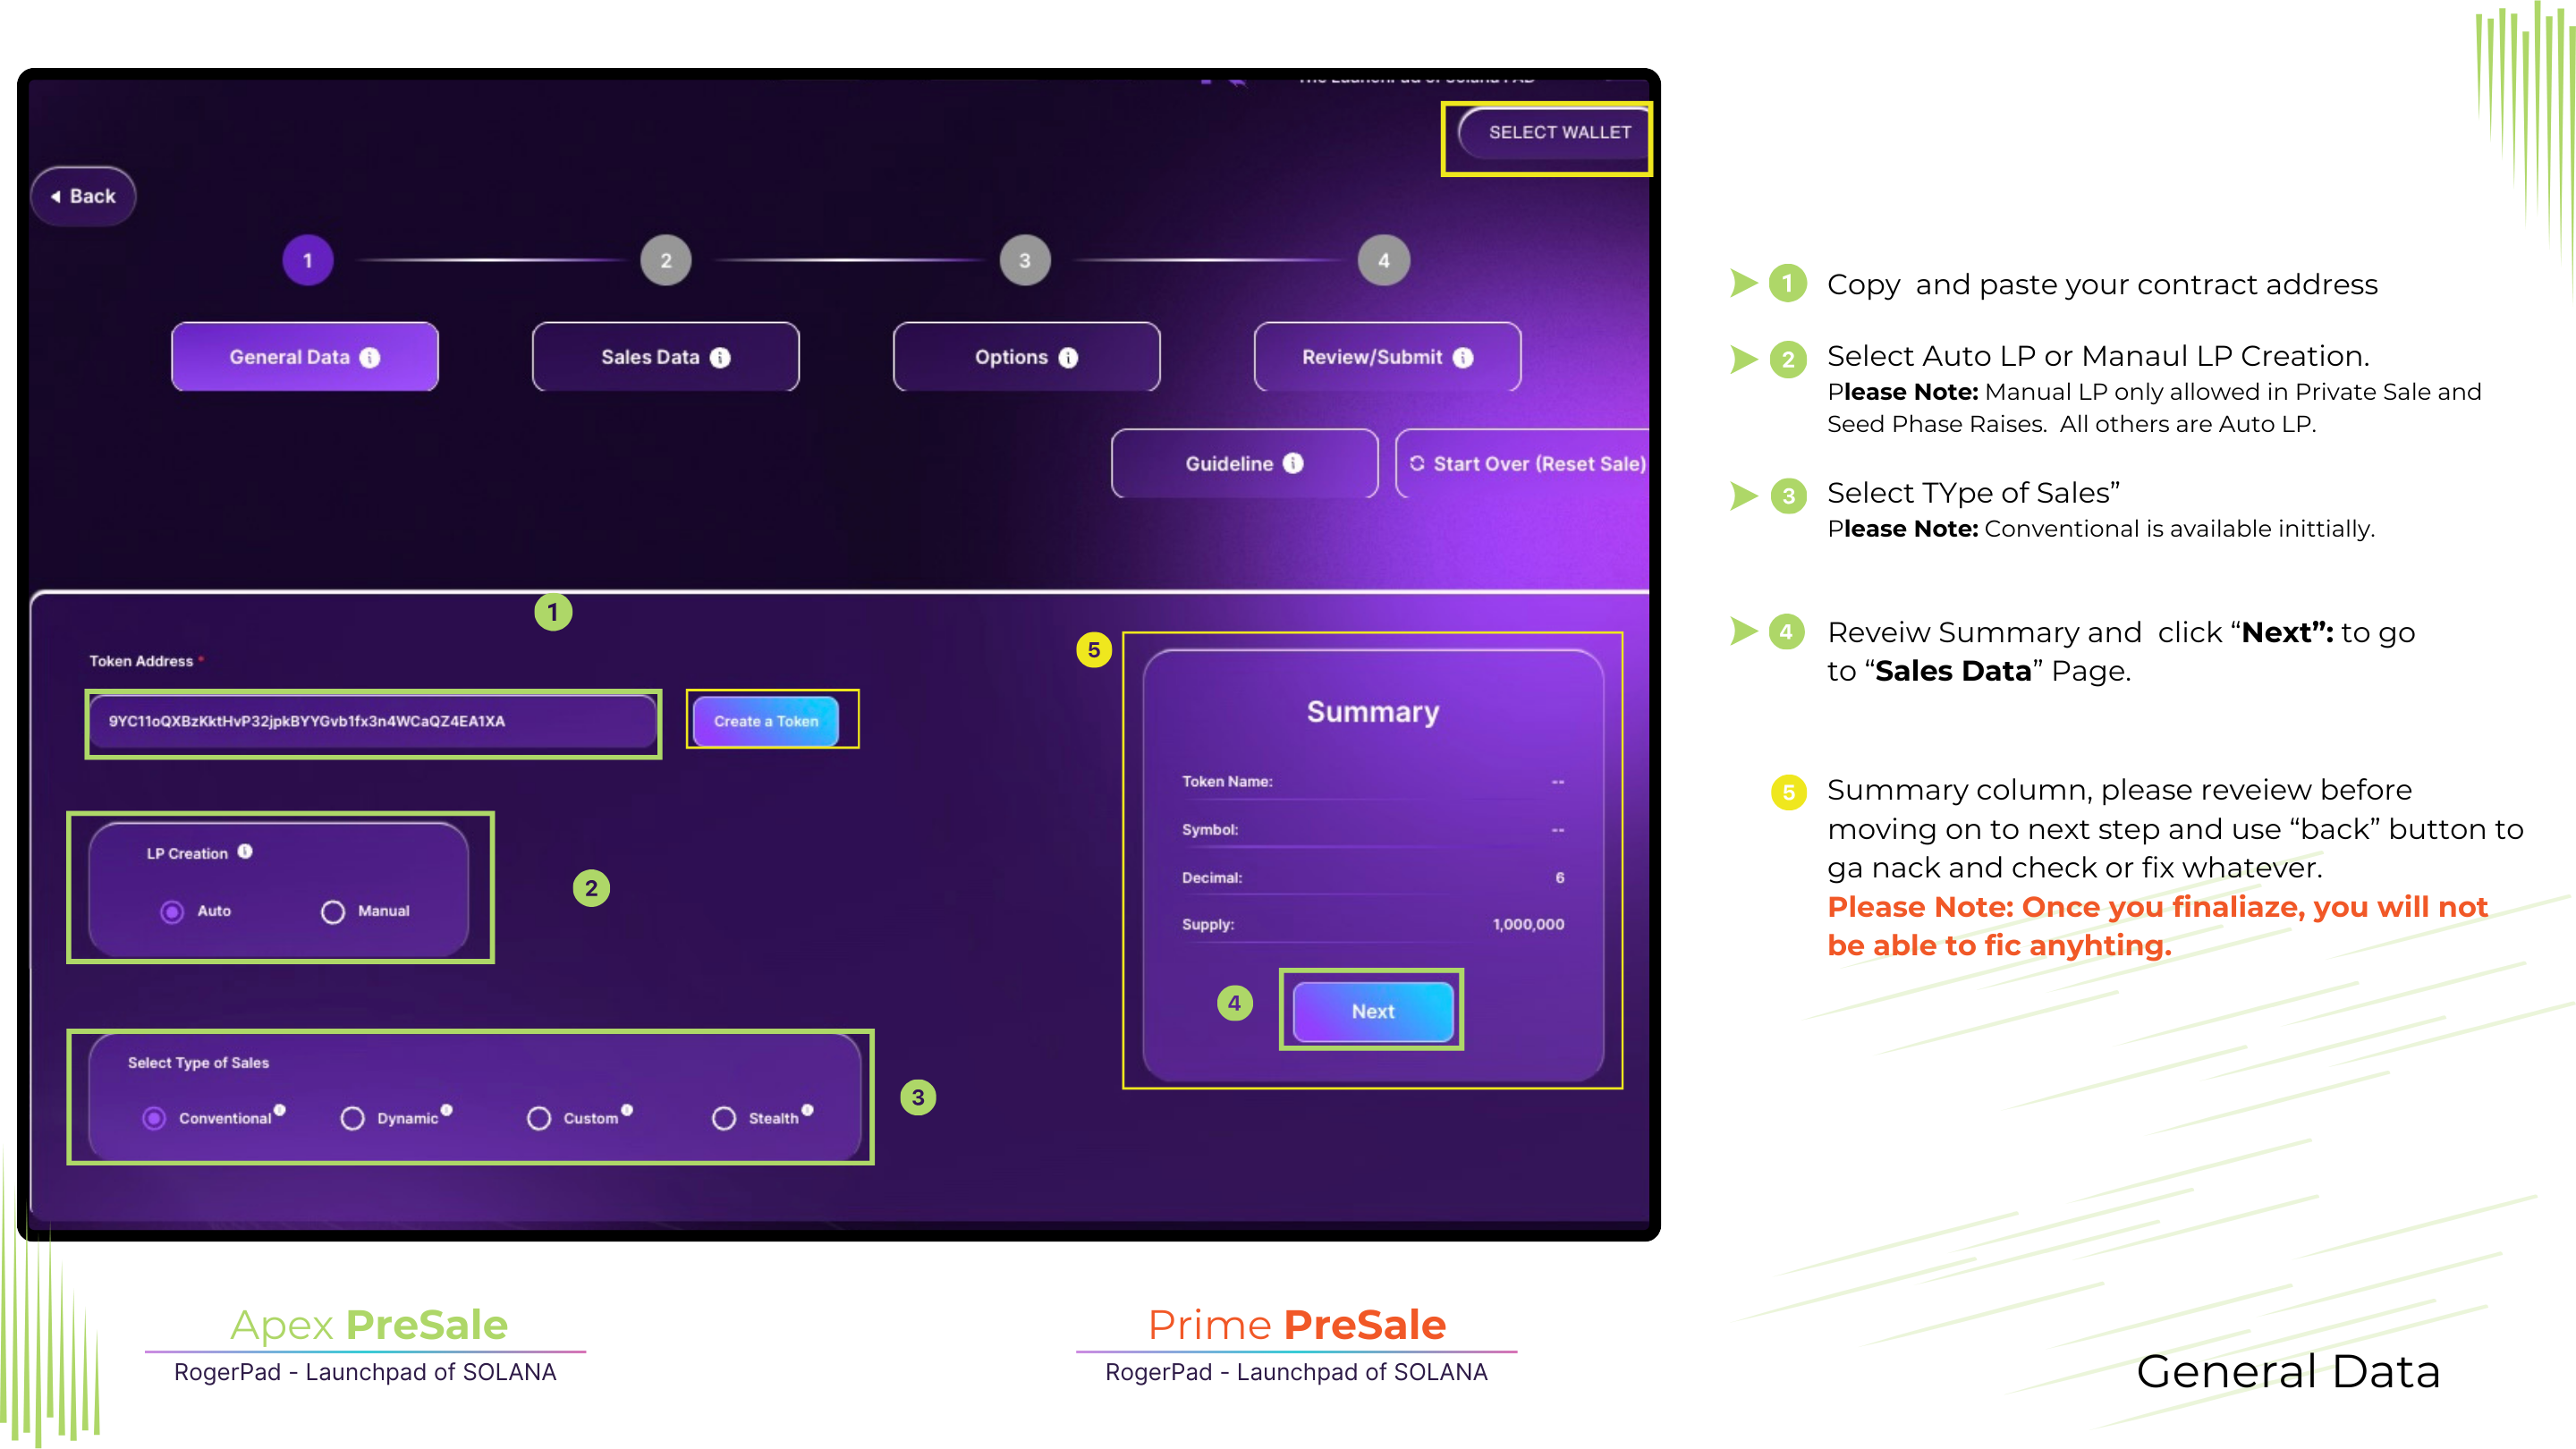 SELECT WALLET
Back
1
2
3
4
General Data
Sales Data
Options
Review/Submit
Guideline
Start Over (Reset Sale)
1
Token Address *
9YC11oQXBzKktHvP32jpkBYYGvb1fx3n4WCaQZ4EA1XA
Create a Token
LP Creation
Auto
Manual
2
Select Type of Sales
Conventional
Dynamic
Custom
Stealth
3
5
Summary
Token Name: --
Symbol: --
Decimal: 6
Supply: 1,000,000
4
Next
1 Copy  and paste your contract address
2 Select Auto LP or Manaul LP Creation.
Please Note: Manual LP only allowed in Private Sale and
Seed Phase Raises.  All others are Auto LP.
3 Select TYpe of Sales”
Please Note: Conventional is available inittially.
4 Reveiw Summary and  click “Next”: to go
to “Sales Data” Page.
5 Summary column, please reveiew before
moving on to next step and use “back” button to
ga nack and check or fix whatever.
Please Note: Once you finaliaze, you will not
be able to fic anyhting.
Apex PreSale
RogerPad - Launchpad of SOLANA
Prime PreSale
RogerPad - Launchpad of SOLANA
General Data